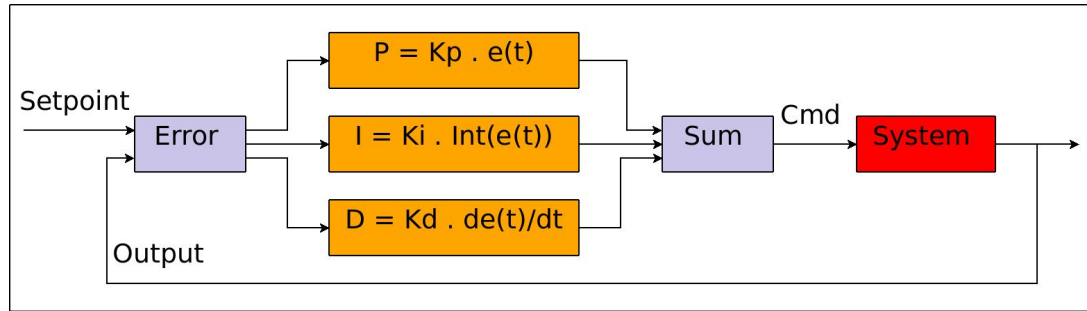 Setpoint
Error
P = Kp . e(t)
I = Ki . Int(e(t))
D = Kd . de(t)/dt
Sum
Cmd
System
Output